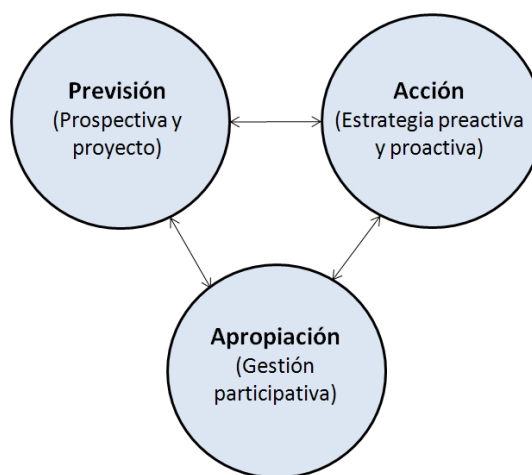 Previsión
(Prospectiva y
proyecto)
Acción
(Estrategia preactiva
y proactiva)
Apropiación
(Gestión
participativa)